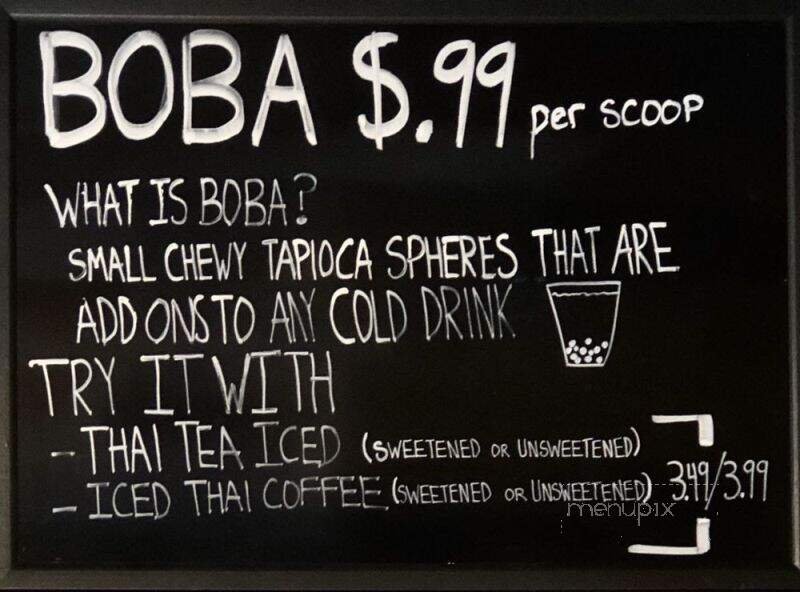 BOBA $.99 per SCOOP
WHAT IS BOBA?
SMALL CHEWY TAPIOCA SPHERES THAT ARE
ADD ONS TO ANY COLD DRINK
TRY IT WITH
- THAI TEA ICED (SWEETENED OR UNSWEETENED)
- ICED THAI COFFEE (SWEETENED OR UNSWEETENED) 3.49/3.99
menupix